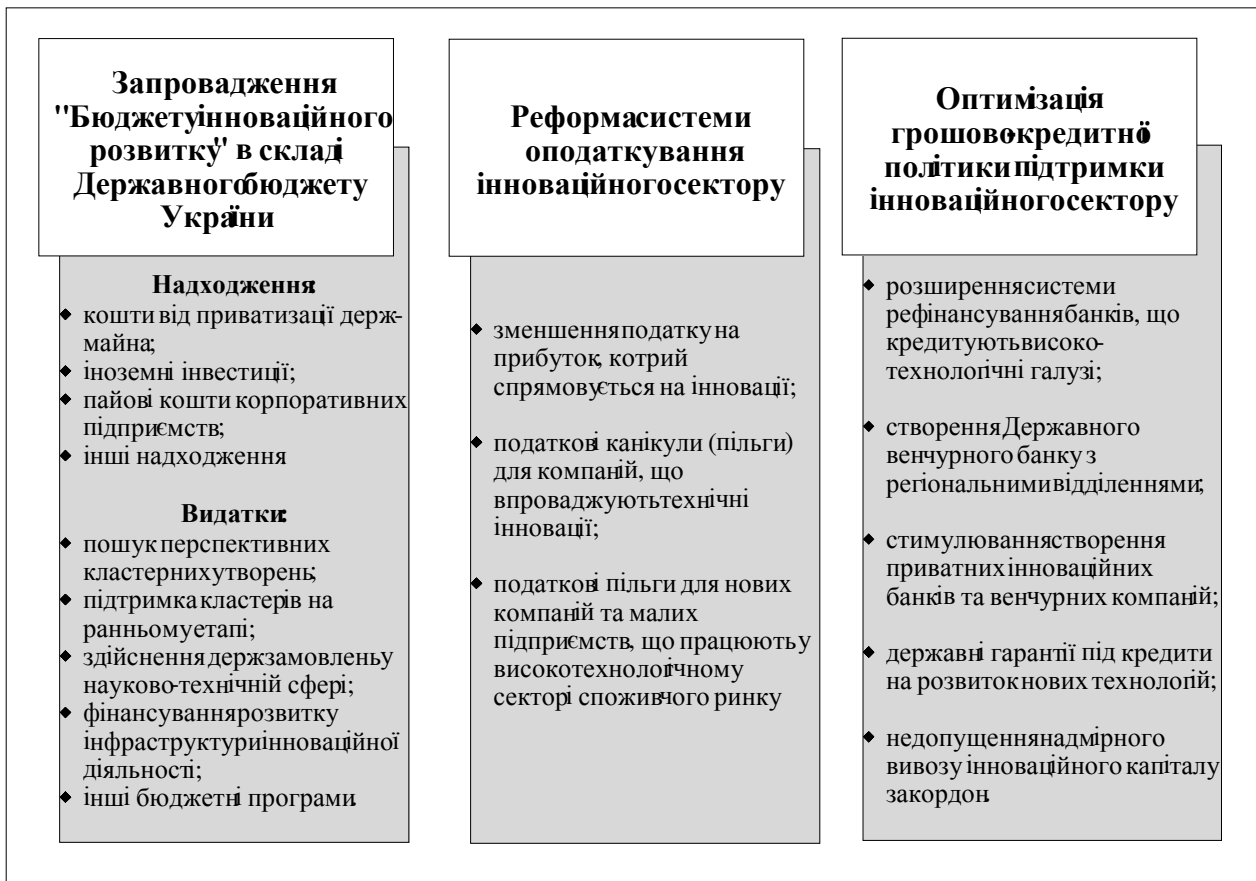 Запровадження
"Бюджету інноваційного
розвитку" в складі
Державного бюджету
України
Надходження:
кошти від приватизації держ-
майна;
іноземні інвестиції;
пайові кошти корпоративних
підприємств;
інші надходження
Видатки:
пошук перспективних
кластерних утворень;
підтримка кластерів на
ранньому етапі;
здійснення держзамовлень у
науково-технічній сфері;
фінансування розвитку
інфраструктури інноваційної
діяльності;
інші бюджетні програми.
Реформа системи
оподаткування
інноваційного сектору
зменшення податку на
прибуток, котрий
спрямовується на інновації;
податкові канікули (пільги)
для компаній, що
впроваджують технічні
інновації;
податкові пільги для нових
компаній та малих
підприємств, що працюють у
високотехнологічному
секторі споживчого ринку
Оптимізація
грошово-кредитної
політики підтримки
інноваційного сектору
розширення системи
рефінансування банків, що
кредитують високо-
технологічні галузі;
створення Державного
венчурного банку з
регіональними відділеннями;
стимулювання створення
приватних інноваційних
банків та венчурних компаній;
державні гарантії під кредити
на розвиток нових технологій;
недопущення надмірного
вивозу інноваційного капіталу
закордон.